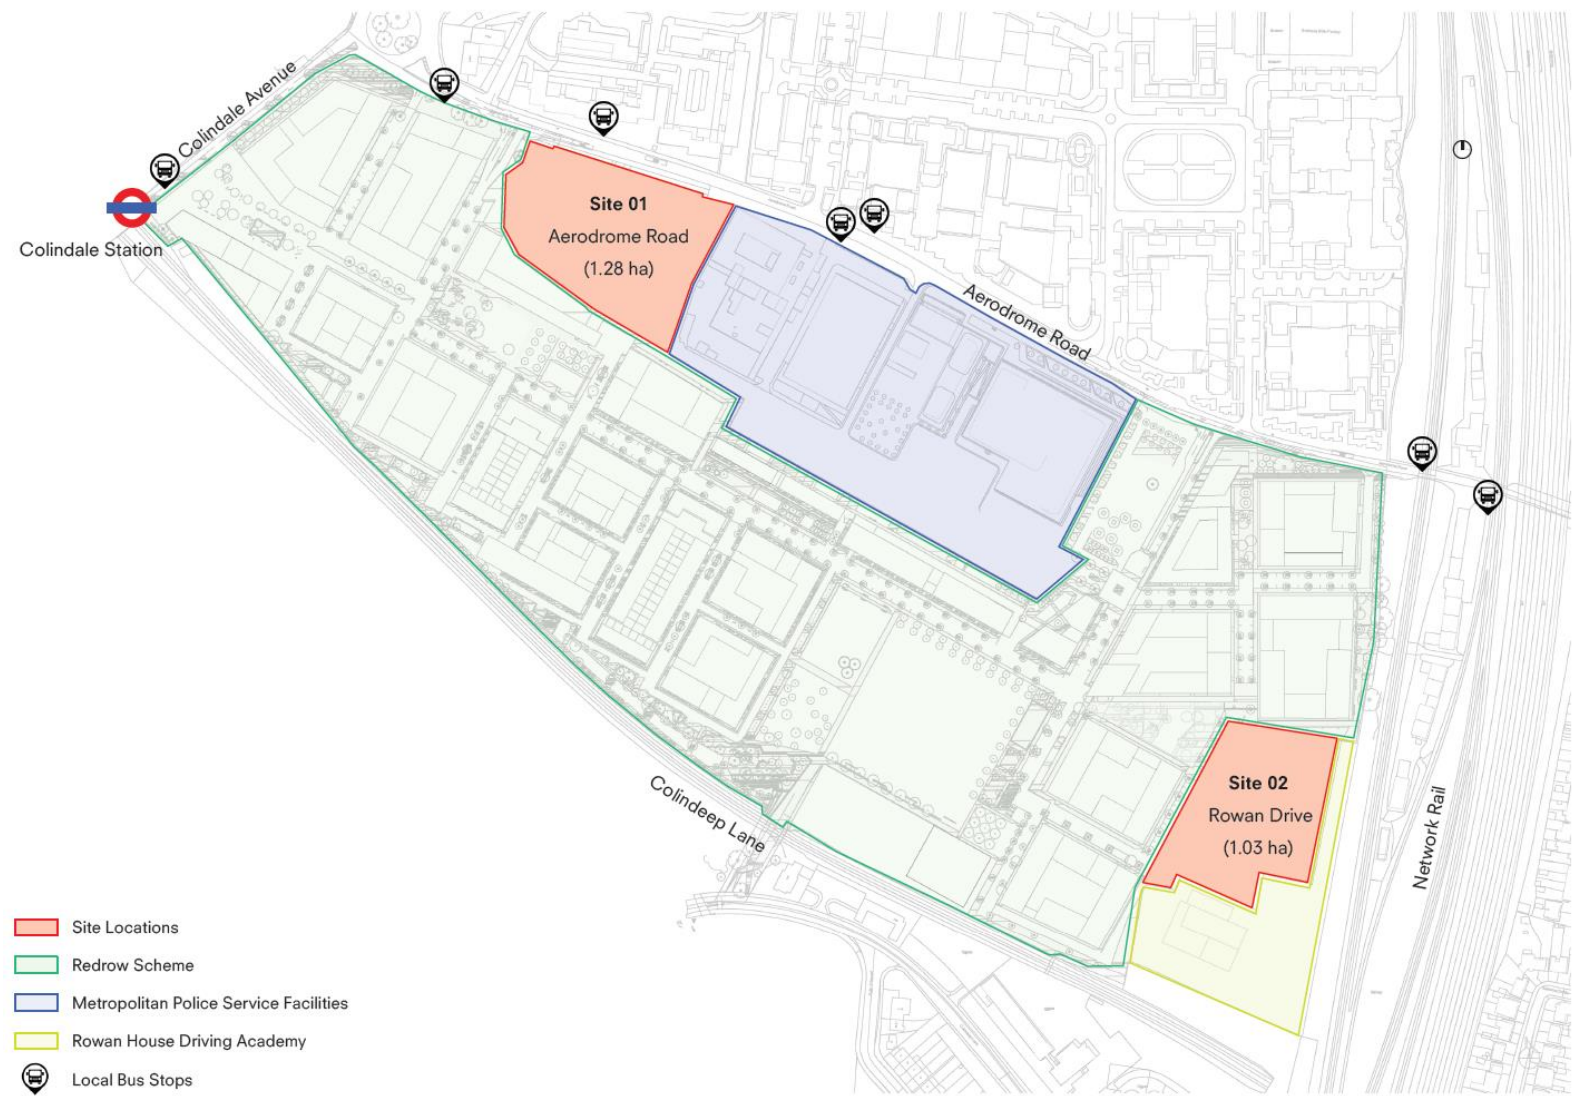 Colindale Avenue
Colindale Station
Site 01
Aerodrome Road
(1.28 ha)
Aerodrome Road
Site 02
Rowan Drive
(1.03 ha)
Colindeep Lane
Network Rail
Site Locations
Redrow Scheme
Metropolitan Police Service Facilities
Rowan House Driving Academy
Local Bus Stops